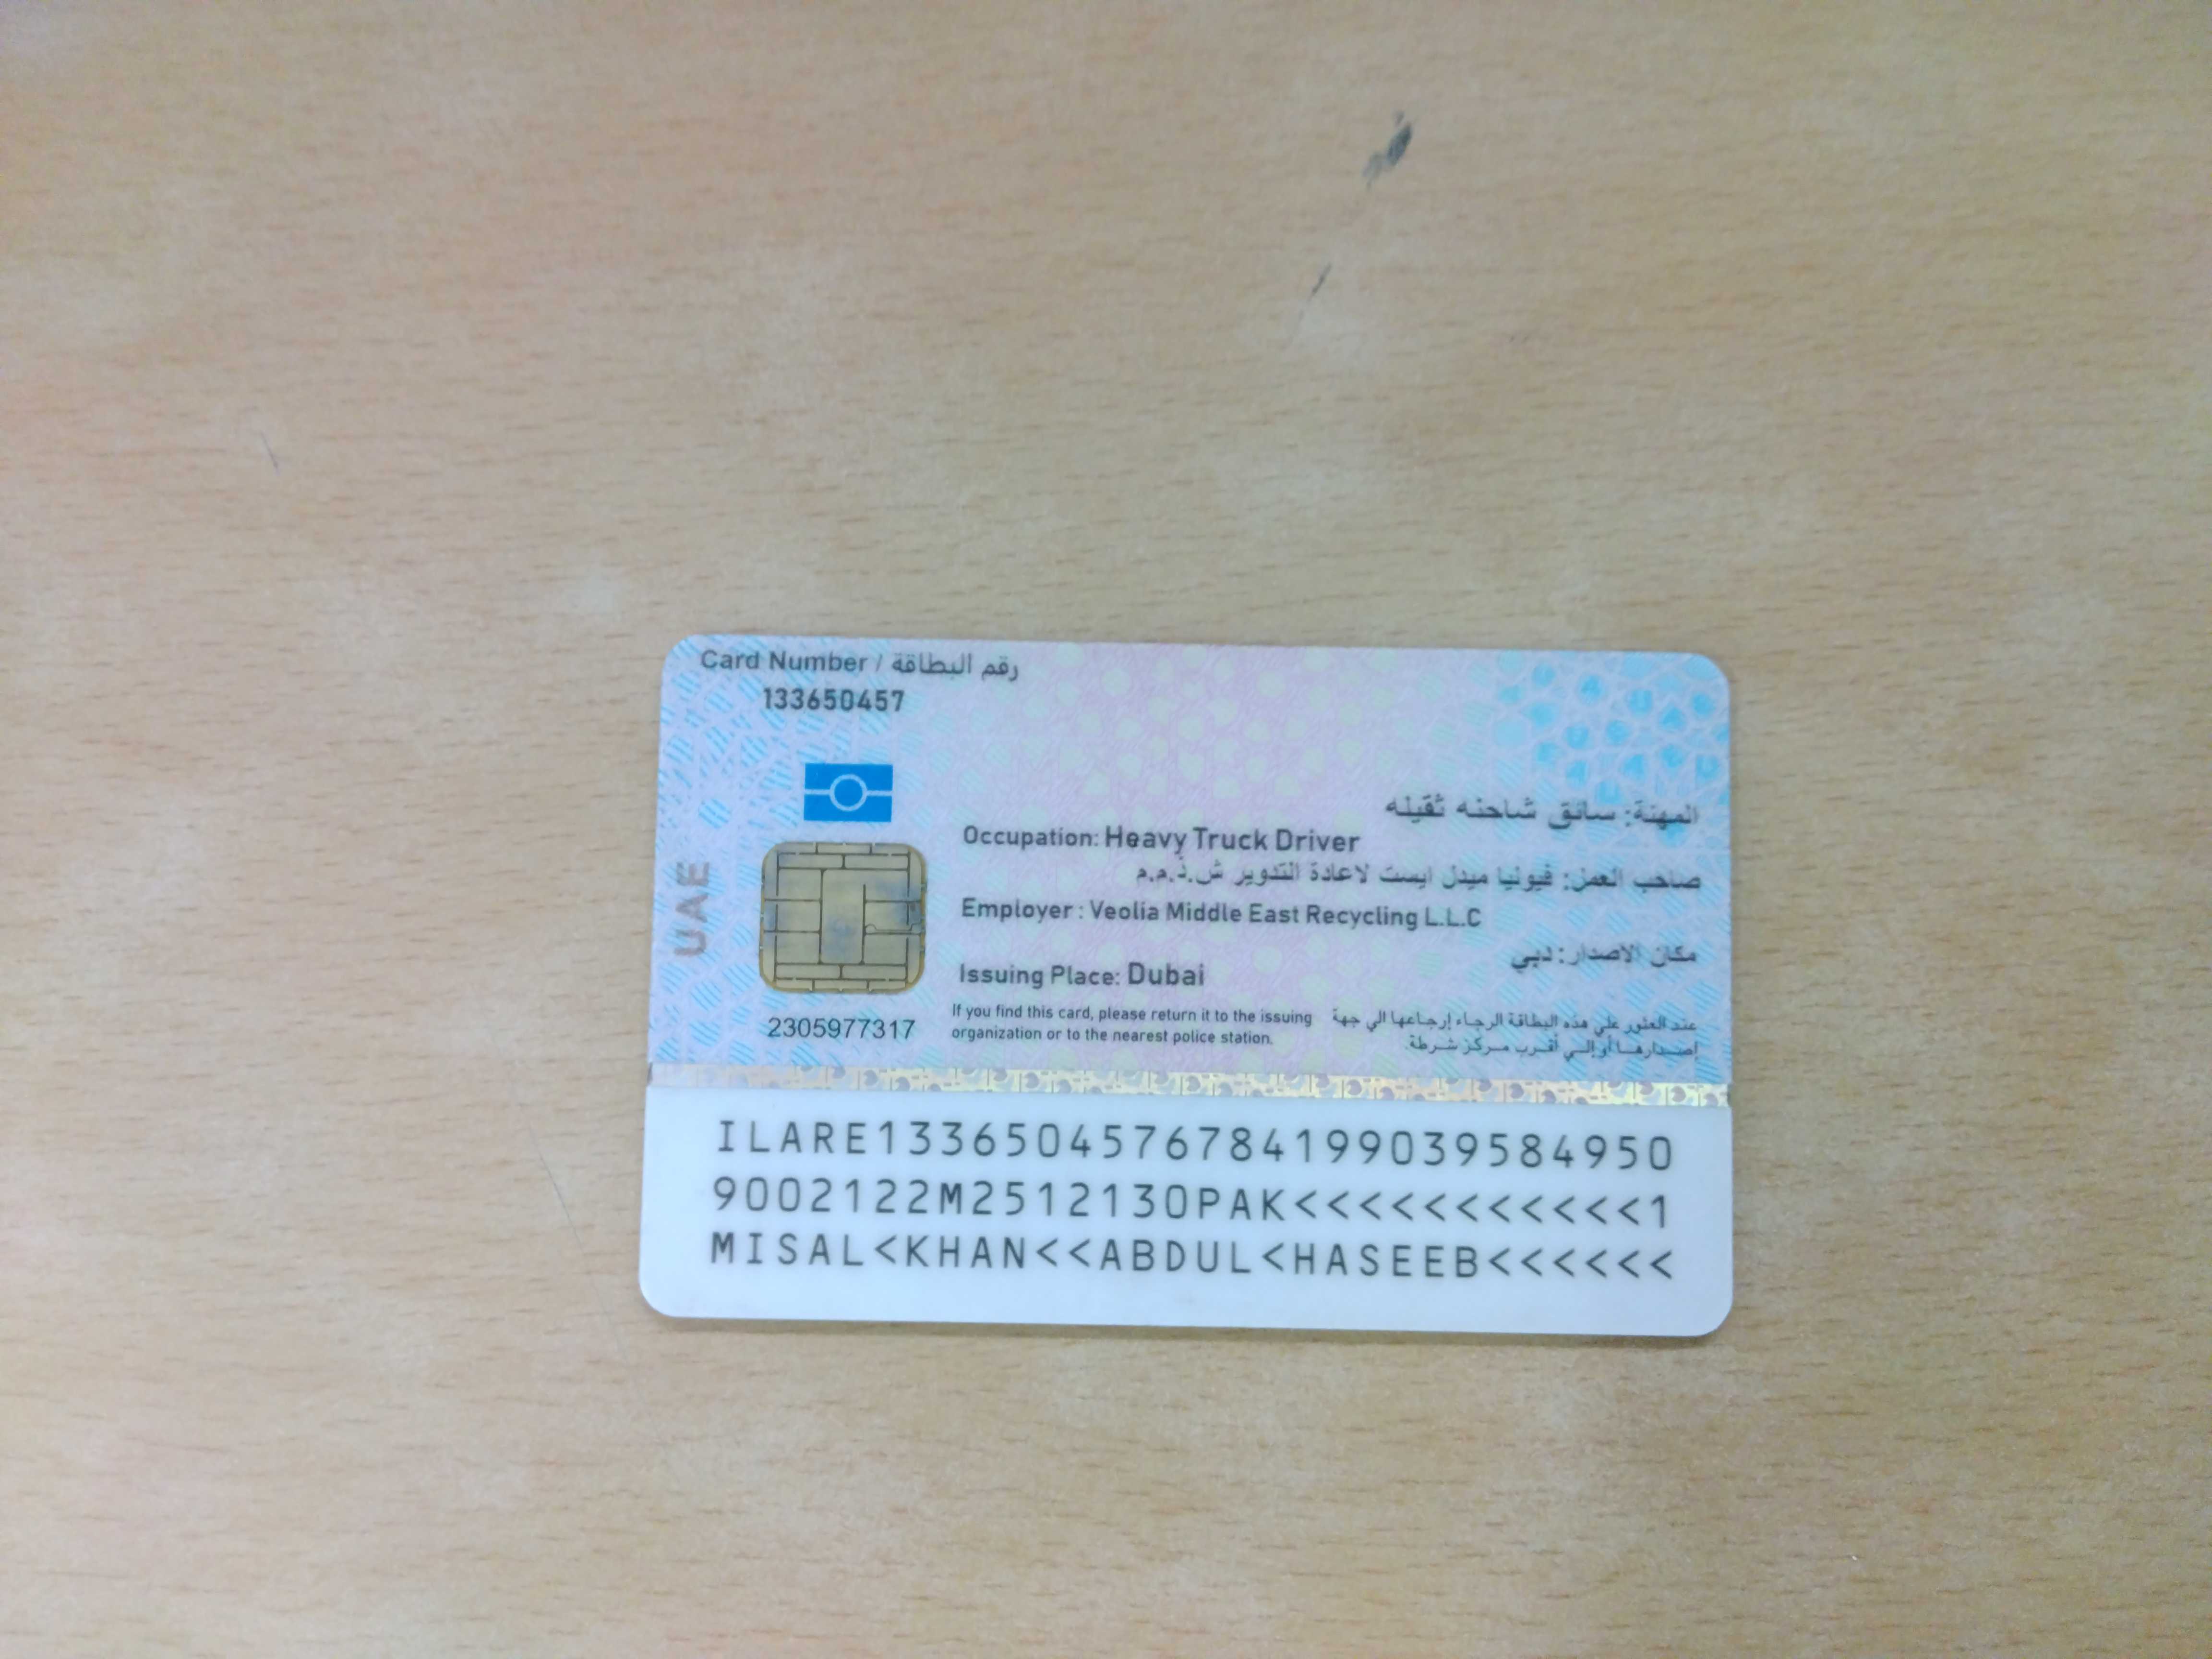 Card Number / رقم البطاقة
133650457
المهنة: سائق شاحنه ثقيله
Occupation: Heavy Truck Driver
صاحب العمل: فيوليا ميدل ايست لاعادة التدوير ش.ذ.م.م
Employer : Veolia Middle East Recycling L.L.C
مكان الاصدار: دبي
Issuing Place: Dubai
UAE
2305977317
If you find this card, please return it to the issuing
organization or to the nearest police station.
عند العثور علي هذه البطاقة الرجاء إرجاعها الي جهة
إصدارها أو إلي أقرب مركز شرطة.
ILARE1336504576784199039584950
9002122M2512130PAK<<<<<<<<<<<1
MISAL<KHAN<<ABDUL<HASEEB<<<<<<